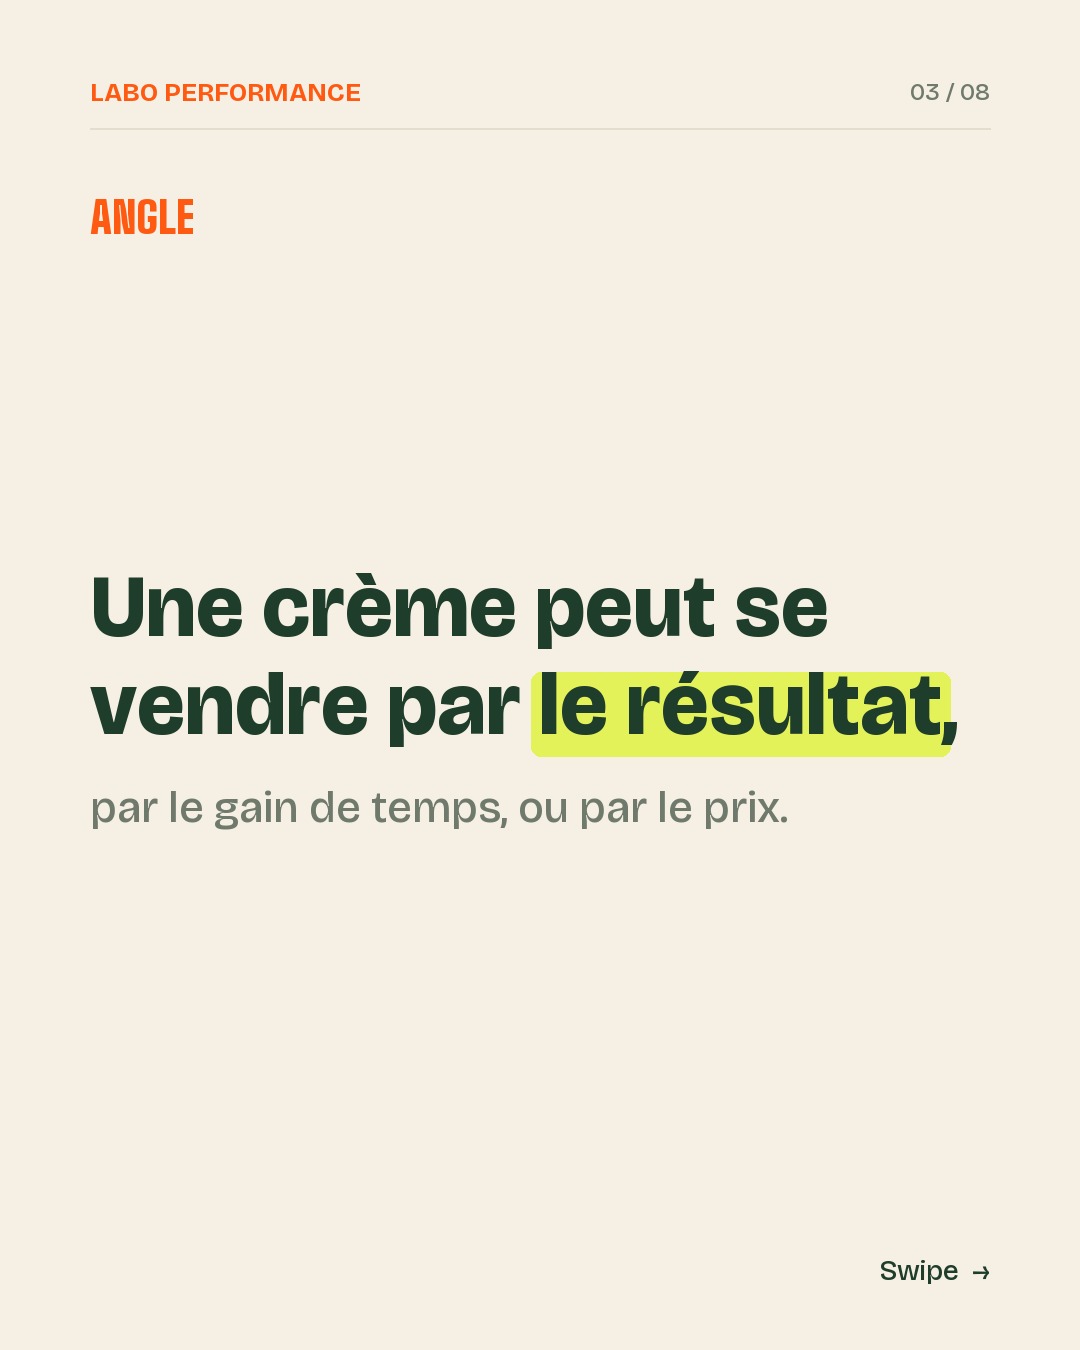 LABO PERFORMANCE
03 / 08
ANGLE
Une crème peut se
vendre par le résultat,
par le gain de temps, ou par le prix.
Swipe →